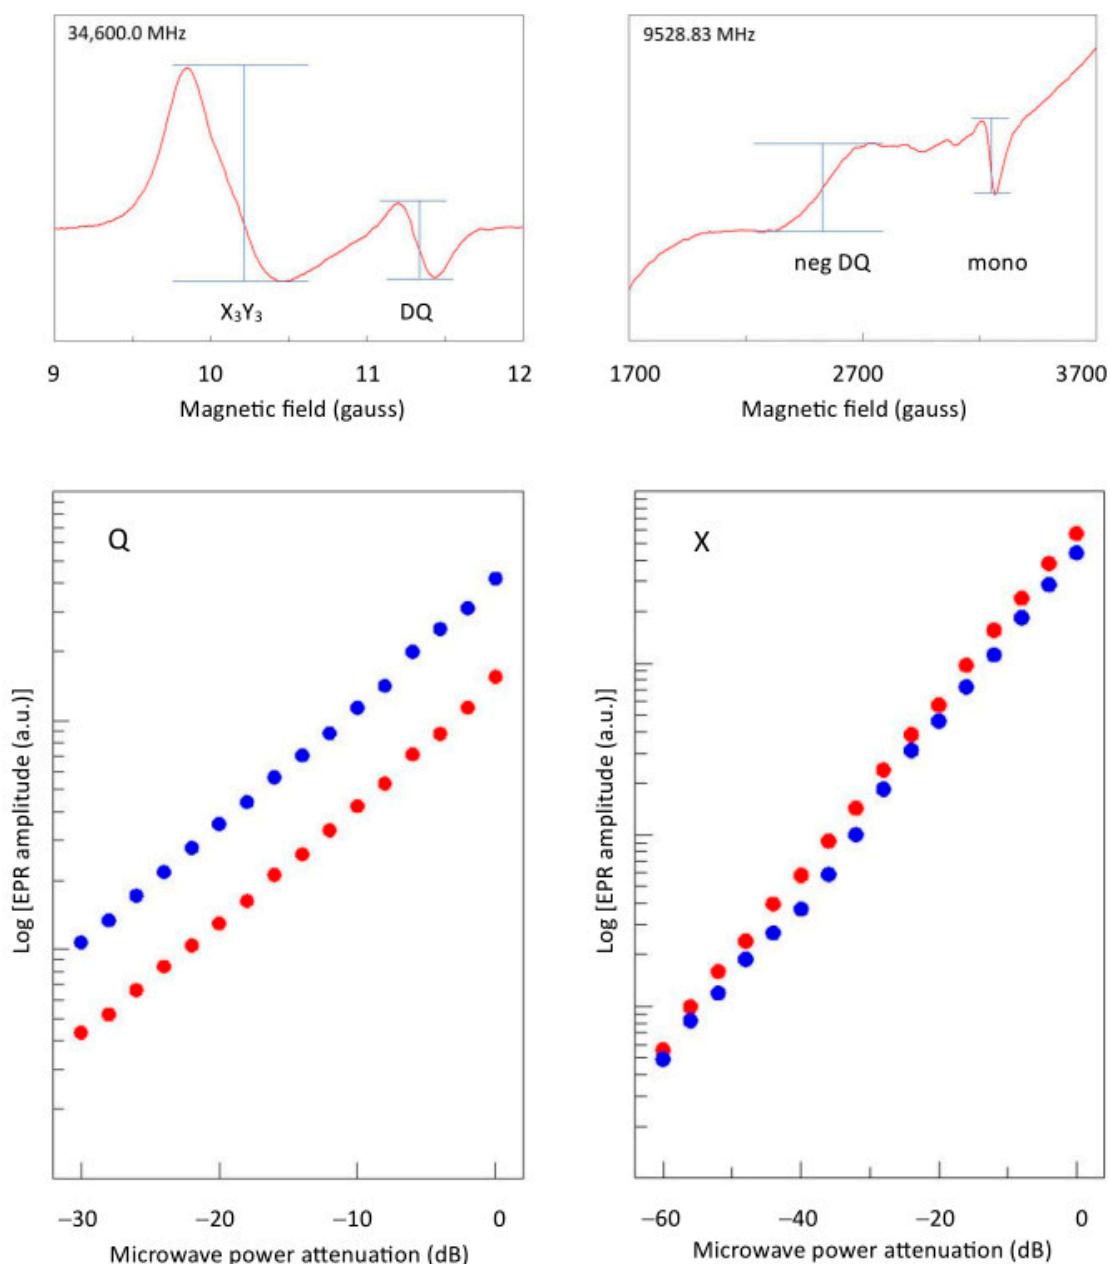 34,600.0 MHz
X₃Y₃
DQ
9 10 11 12
Magnetic field (gauss)
9528.83 MHz
neg DQ
mono
1700 2700 3700
Magnetic field (gauss)
Q
Log [EPR amplitude (a.u.)]
−30 −20 −10 0
Microwave power attenuation (dB)
X
Log [EPR amplitude (a.u.)]
−60 −40 −20 0
Microwave power attenuation (dB)